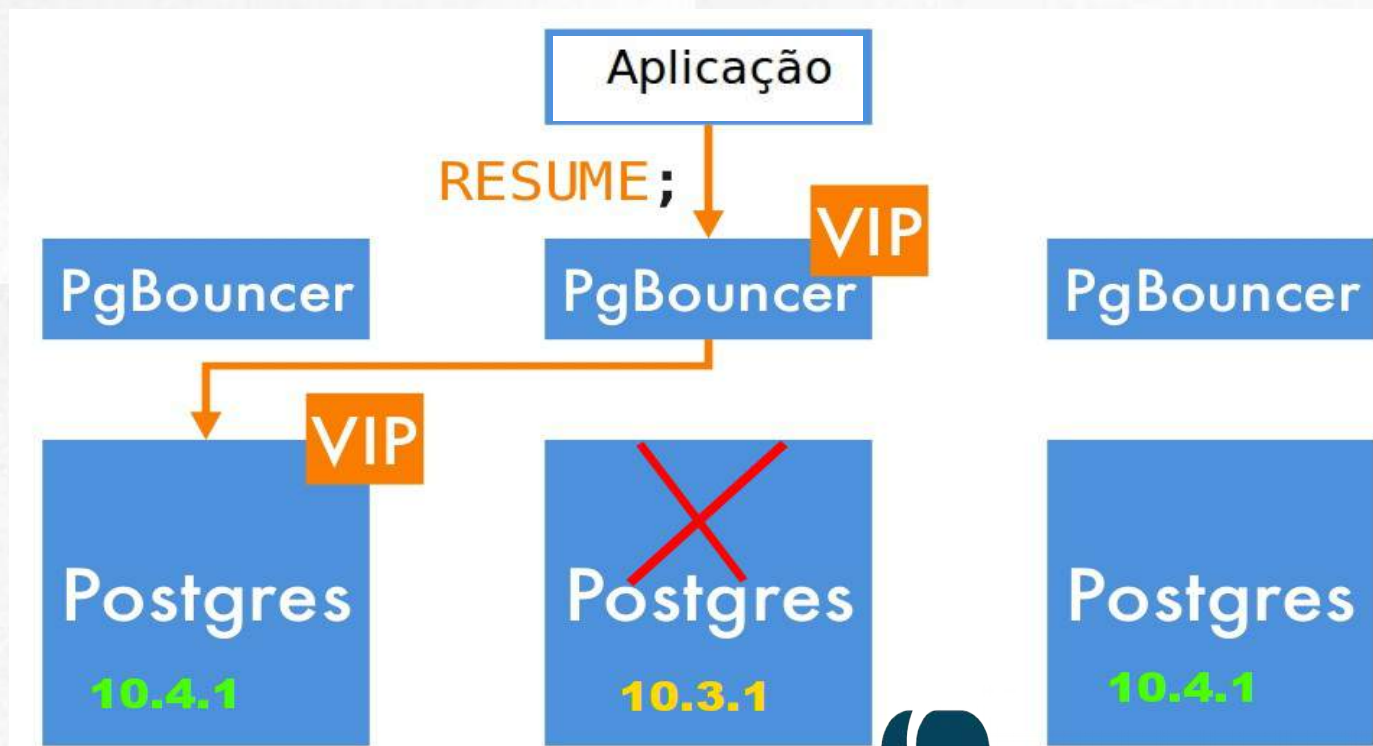 Aplicação
RESUME;
VIP
PgBouncer
PgBouncer
PgBouncer
VIP
Postgres
Postgres
Postgres
10.4.1
10.3.1
10.4.1